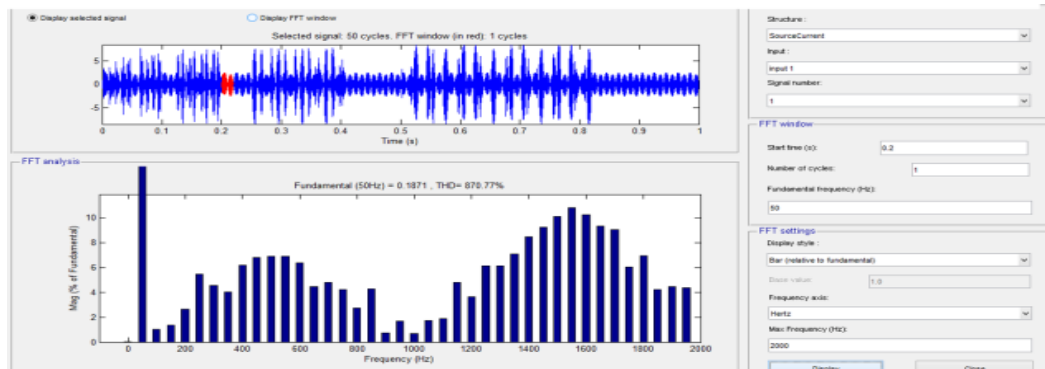 Display selected signal
Display FFT window
Selected signal: 50 cycles. FFT window (in red): 1 cycles
5
0
-5
0 0.1 0.2 0.3 0.4 0.5 0.6 0.7 0.8 0.9 1
Time (s)
FFT analysis
Fundamental (50Hz) = 0.1871 , THD= 870.77%
10
8
6
4
2
0
Mag (% of Fundamental)
0 200 400 600 800 1000 1200 1400 1600 1800 2000
Frequency (Hz)
Structure :
SourceCurrent
Input :
input 1
Signal number:
1
FFT window
Start time (s): 0.2
Number of cycles: 1
Fundamental frequency (Hz):
50
FFT settings
Display style :
Bar (relative to fundamental)
Base value: 1.0
Frequency axis:
Hertz
Max Frequency (Hz):
2000
Display
Close